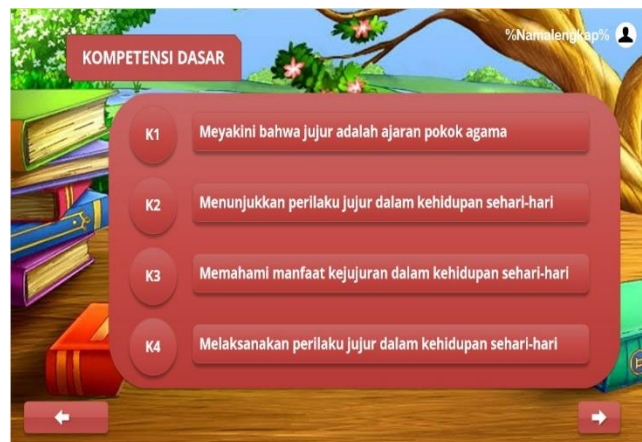 %Namalengkap%
KOMPETENSI DASAR
K1 Meyakini bahwa jujur adalah ajaran pokok agama
K2 Menunjukkan perilaku jujur dalam kehidupan sehari-hari
K3 Memahami manfaat kejujuran dalam kehidupan sehari-hari
K4 Melaksanakan perilaku jujur dalam kehidupan sehari-hari